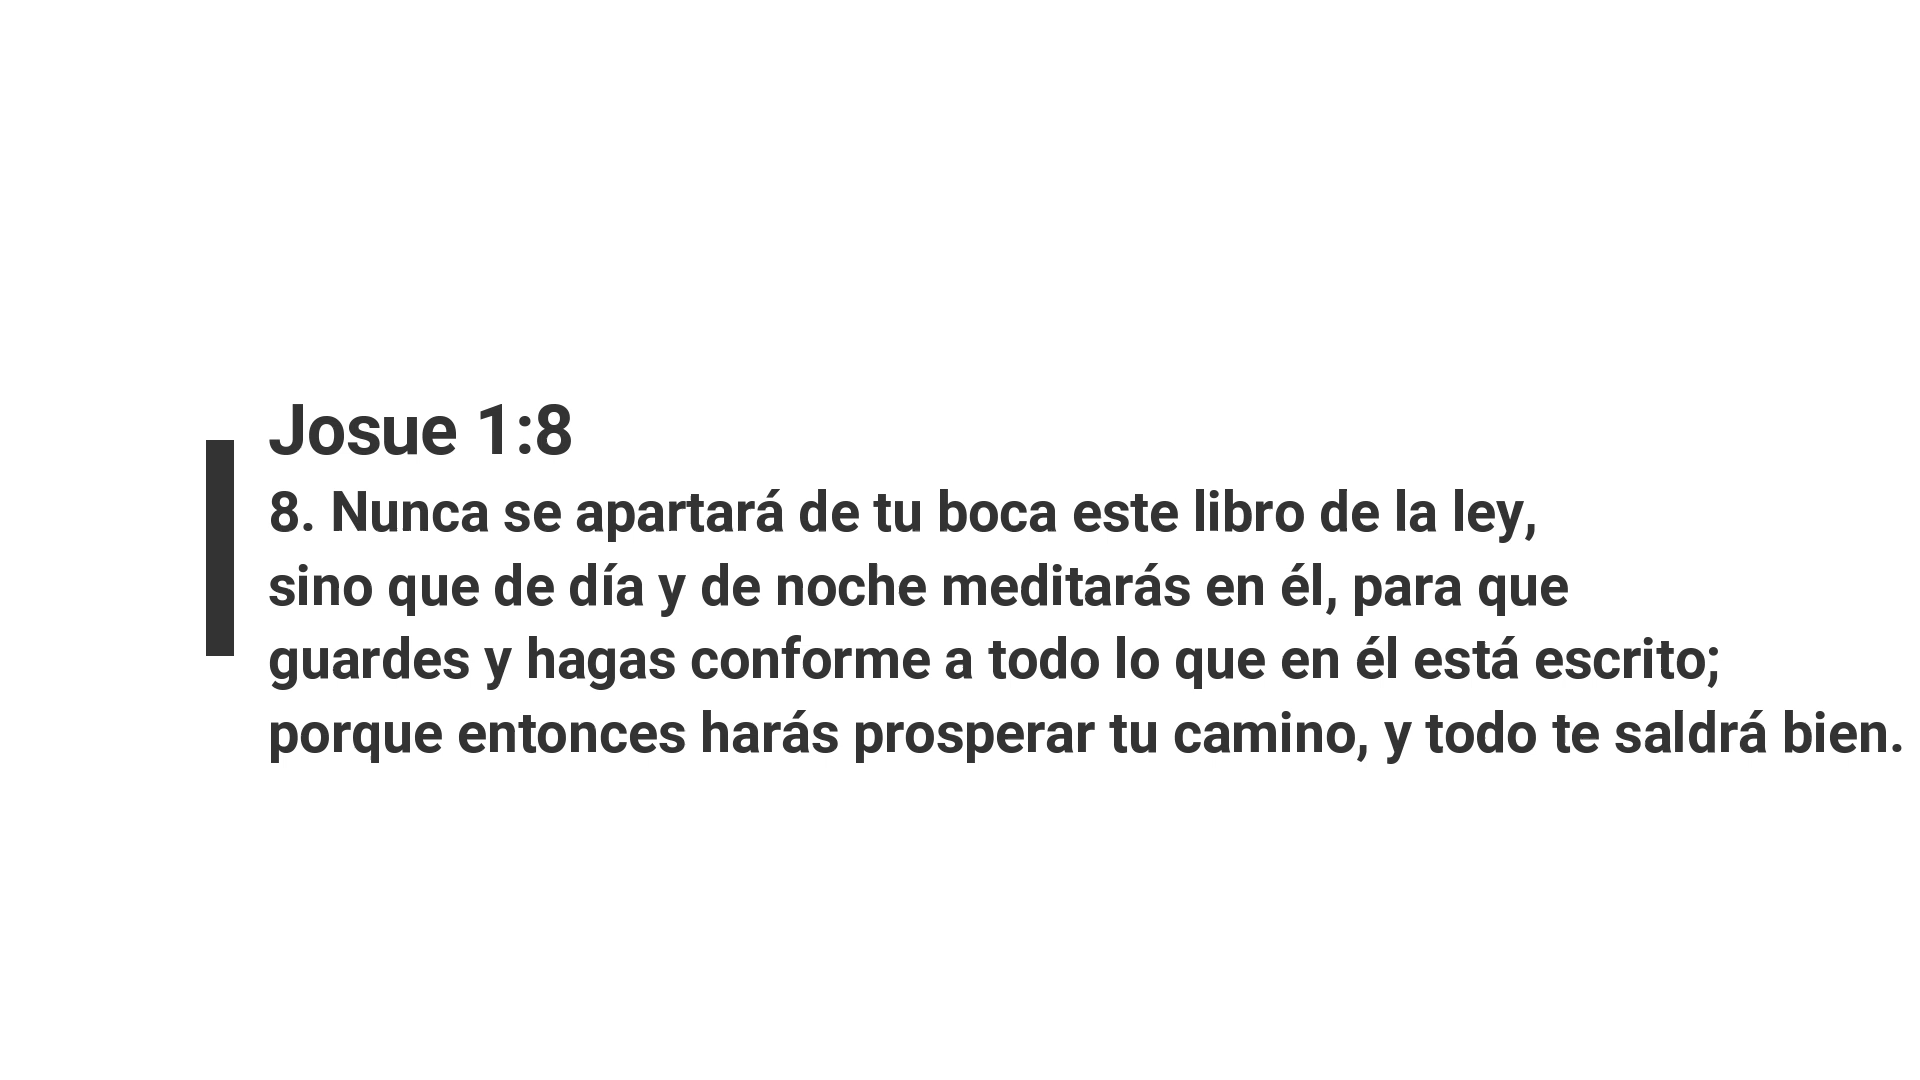 Josue 1:8
8. Nunca se apartará de tu boca este libro de la ley,
sino que de día y de noche meditarás en él, para que
guardes y hagas conforme a todo lo que en él está escrito;
porque entonces harás prosperar tu camino, y todo te saldrá bien.